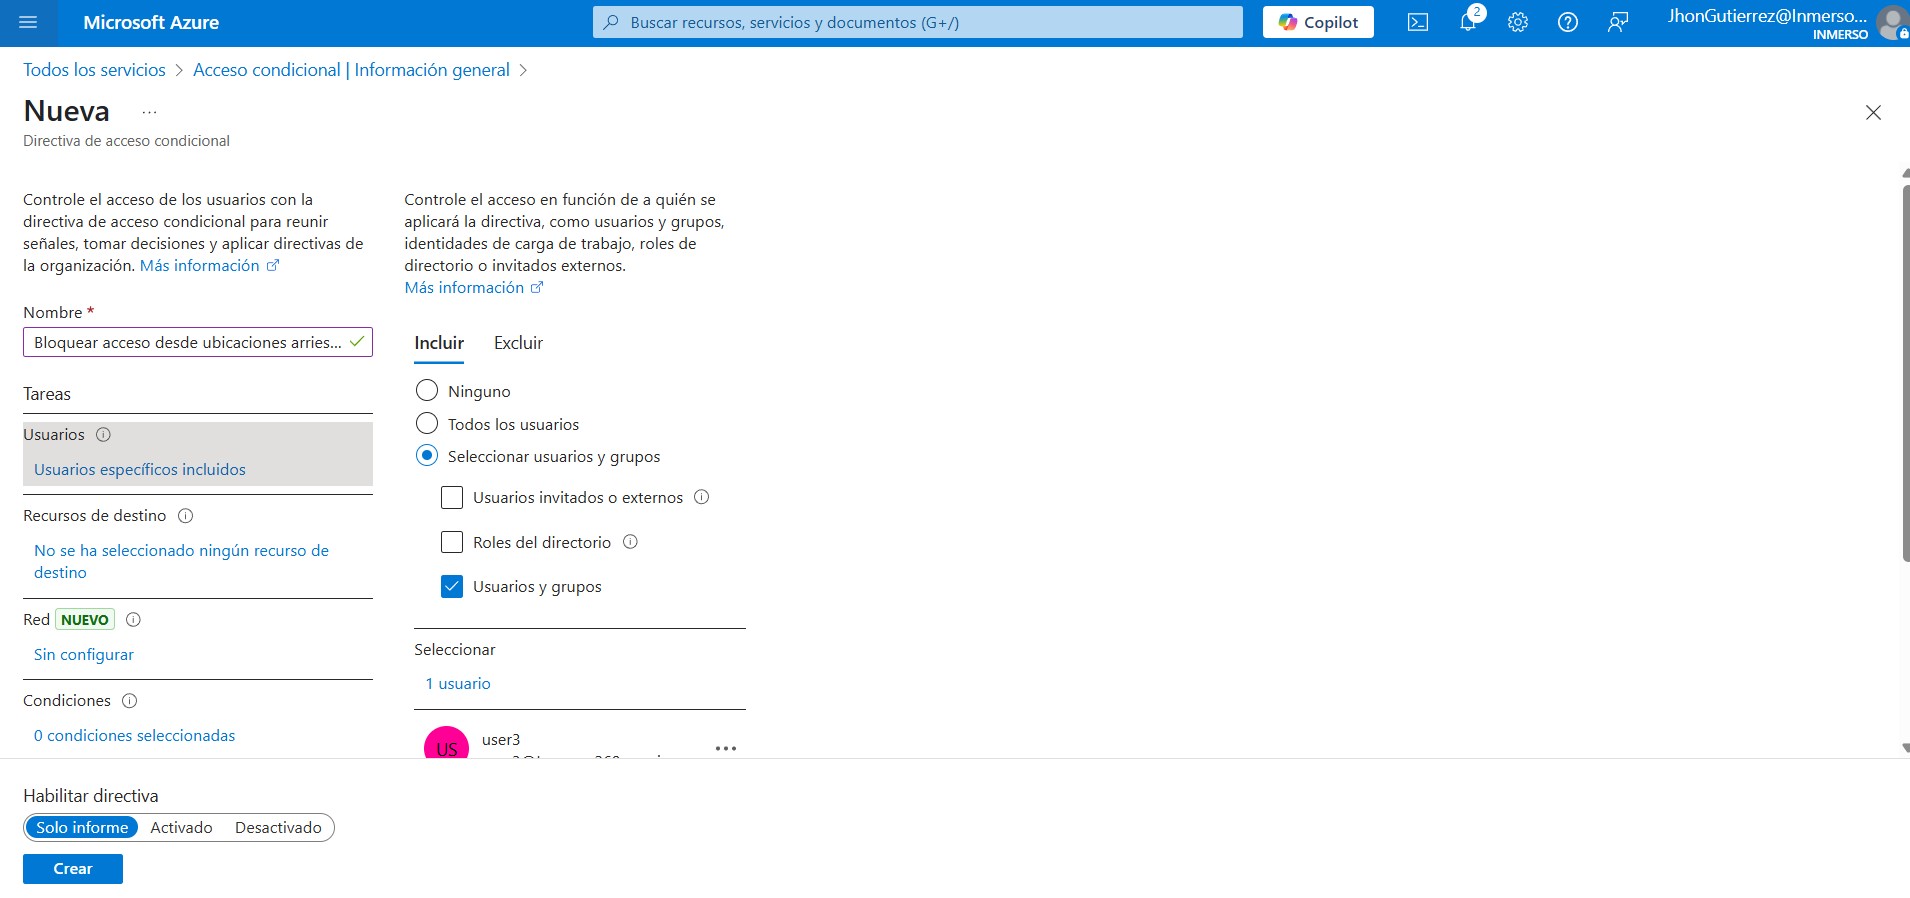 Microsoft Azure
Buscar recursos, servicios y documentos (G+/)
Copilot
2
JhonGutierrez@Inmerso...
INMERSO
Todos los servicios > Acceso condicional | Información general >
Nueva ...
Directiva de acceso condicional
Controle el acceso de los usuarios con la
directiva de acceso condicional para reunir
señales, tomar decisiones y aplicar directivas de
la organización. Más información
Nombre *
Bloquear acceso desde ubicaciones arries...
Tareas
Usuarios
Usuarios específicos incluidos
Recursos de destino
No se ha seleccionado ningún recurso de
destino
Red NUEVO
Sin configurar
Condiciones
0 condiciones seleccionadas
Controle el acceso en función de a quién se
aplicará la directiva, como usuarios y grupos,
identidades de carga de trabajo, roles de
directorio o invitados externos.
Más información
Incluir Excluir
Ninguno
Todos los usuarios
Seleccionar usuarios y grupos
Usuarios invitados o externos
Roles del directorio
Usuarios y grupos
Seleccionar
1 usuario
US
user3
Habilitar directiva
Solo informe Activado Desactivado
Crear